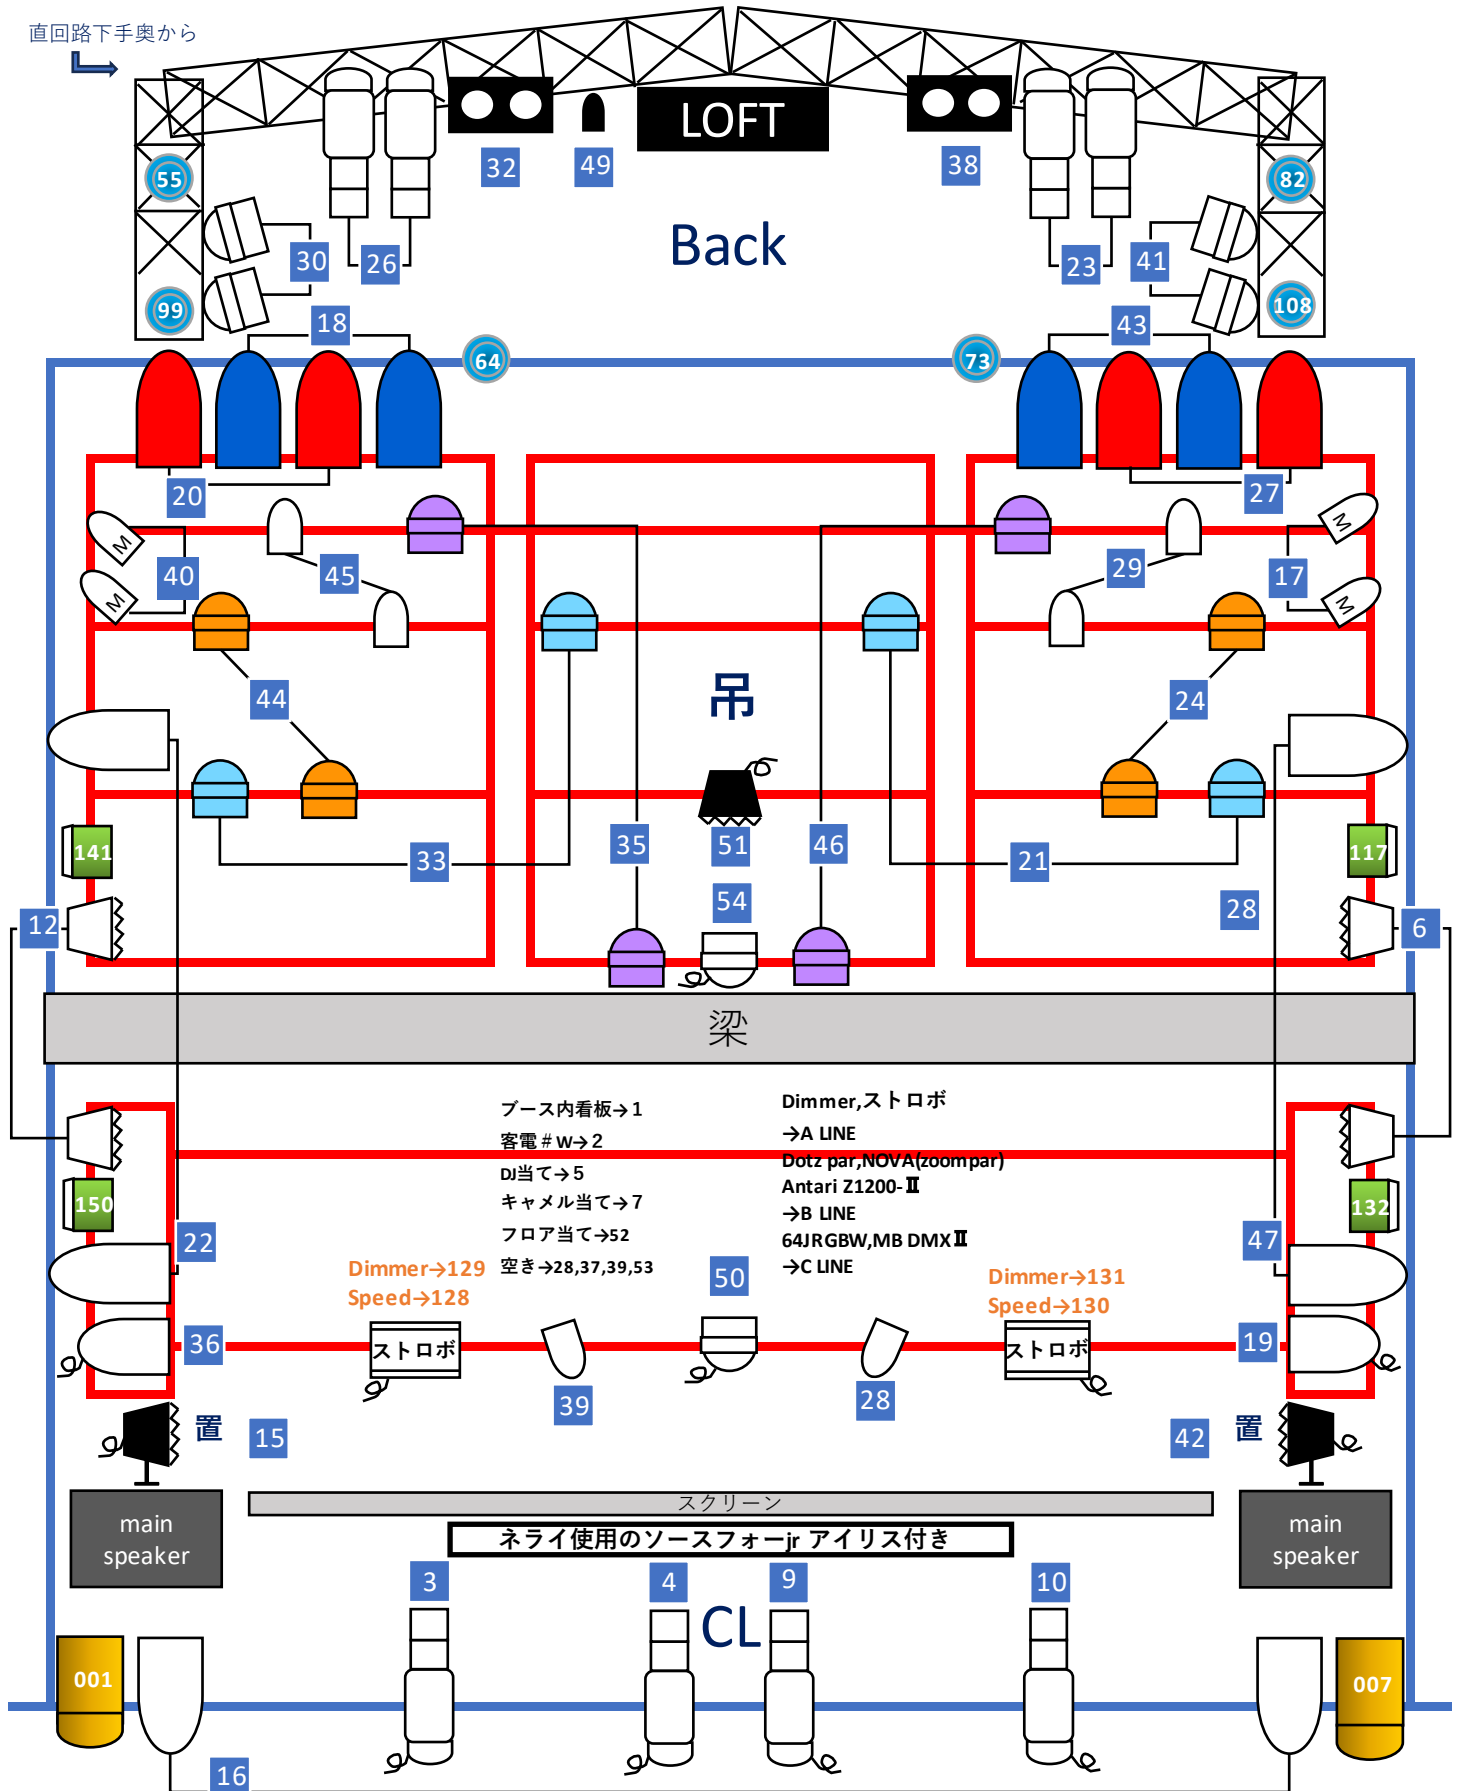 直回路下手奥から
LOFT
32
49
38
55
82
30
26
Back
23
41
99
108
18
43
64
73
20
27
M
M
40
45
29
17
M
M
44
吊
24
141
33
35
51
46
21
117
54
28
12
6
梁
ブース内看板→1
客電#w→2
DJ当て→5
キャメル当て→7
フロア当て→52
空き→28,37,39,53
Dimmer,ストロボ
→A LINE
Dotz par,NOVA(zoompar)
Antari Z1200-Ⅱ
→B LINE
64JRGBW,MB DMXⅡ
→C LINE
150
132
22
47
Dimmer→129
Speed→128
50
Dimmer→131
Speed→130
36
ストロボ
ストロボ
19
39
28
置
15
42
置
スクリーン
main
speaker
ネライ使用のソースフォーjr アイリス付き
main
speaker
3
4
9
10
CL
001
007
16